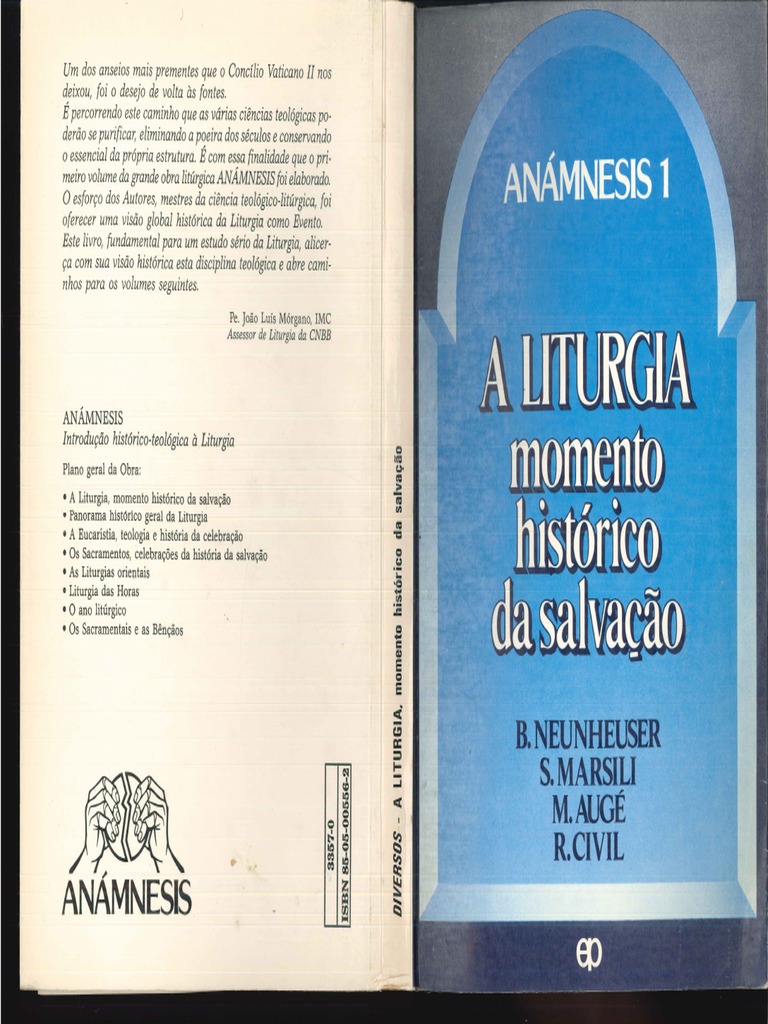 Um dos anseios mais prementes que o Concílio Vaticano II nos
deixou, foi o desejo de volta às fontes.
É percorrendo este caminho que as várias ciências teológicas po-
derão se purificar, eliminando a poeira dos séculos e conservando
o essencial da própria estrutura. É com essa finalidade que o pri-
meiro volume da grande obra litúrgica ANÁMNESIS foi elaborado.
O esforço dos Autores, mestres da ciência teológico-litúrgica, foi
oferecer uma visão global histórica da Liturgia como Evento.
Este livro, fundamental para um estudo sério da Liturgia, alicer-
ça com sua visão histórica esta disciplina teológica e abre cami-
nhos para os volumes seguintes.
Pe. João Luis Mórgano, IMC
Assessor de Liturgia da CNBB
ANÁMNESIS
Introdução histórico-teológica à Liturgia
Plano geral da Obra:
• A Liturgia, momento histórico da salvação
• Panorama histórico geral da Liturgia
• A Eucaristia, teologia e história da celebração
• Os Sacramentos, celebrações da história da salvação
• As Liturgias orientais
• Liturgia das Horas
• O ano litúrgico
• Os Sacramentais e as Bênçãos
ANÁMNESIS
3357-0
ISBN 85-05-00556-2
DIVERSOS - A LITURGIA, momento histórico da salvação
ANÁMNESIS 1
A LITURGIA
momento
histórico
da salvação
B. NEUNHEUSER
S. MARSILI
M. AUGÉ
R. CIVIL
ep